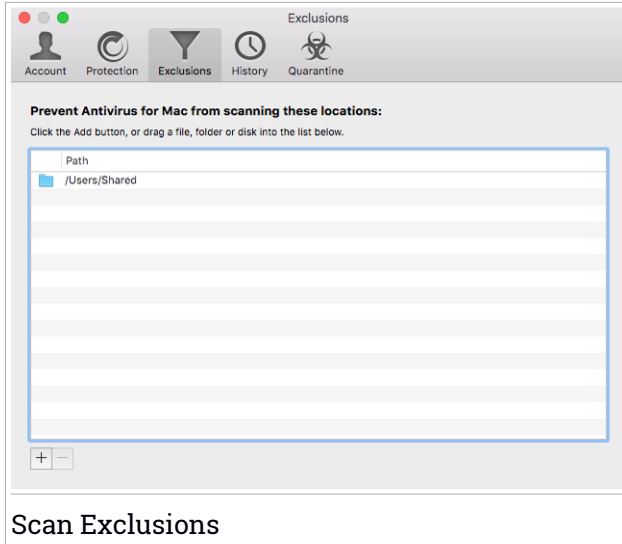 Exclusions
Account Protection Exclusions History Quarantine
Prevent Antivirus for Mac from scanning these locations:
Click the Add button, or drag a file, folder or disk into the list below.
Path
/Users/Shared
+ −
Scan Exclusions